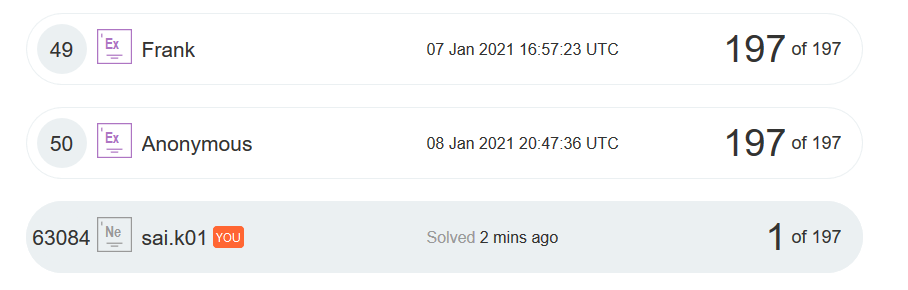 49 'Ex Frank 07 Jan 2021 16:57:23 UTC 197 of 197
50 'Ex Anonymous 08 Jan 2021 20:47:36 UTC 197 of 197
63084 'Ne sai.k01 YOU Solved 2 mins ago 1 of 197